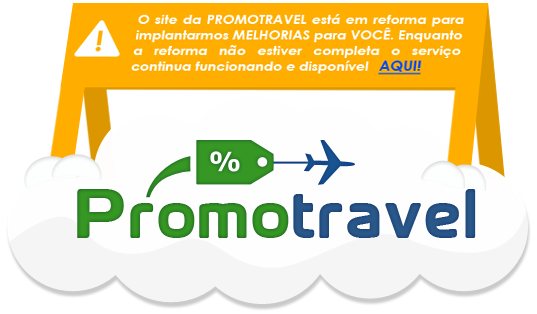 O site da PROMOTRAVEL está em reforma para
implantarmos MELHORIAS para VOCÊ. Enquanto
a reforma não estiver completa o serviço
continua funcionando e disponível AQUI!
%
Promotravel